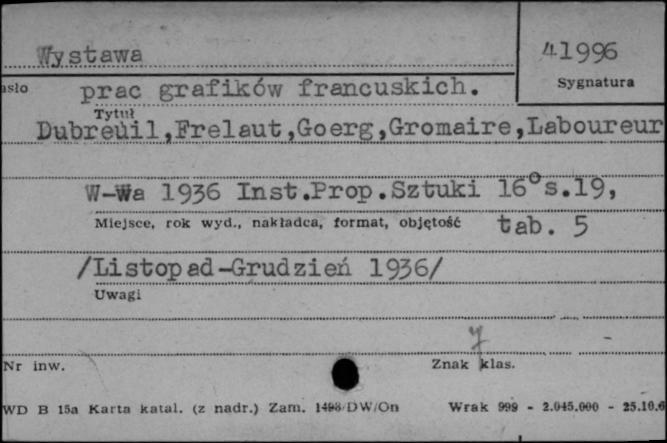 Wystawa
41996
Sygnatura
asło
prac grafików francuskich.
Tytuł
Dubreuil,Frelaut,Goerg,Gromaire,Laboureur
W-Wa 1936 Inst.Prop.Sztuki 16° s.19,
Miejsce, rok wyd., nakładca, format, objętość
tab. 5
/Listopad-Grudzień 1936/
Uwagi
7
Nr inw.
Znak klas.
WD B 15a Karta katal. (z nadr.) Zam. 1498/DW/On
Wrak 999 - 2.045.000 - 25.10.6